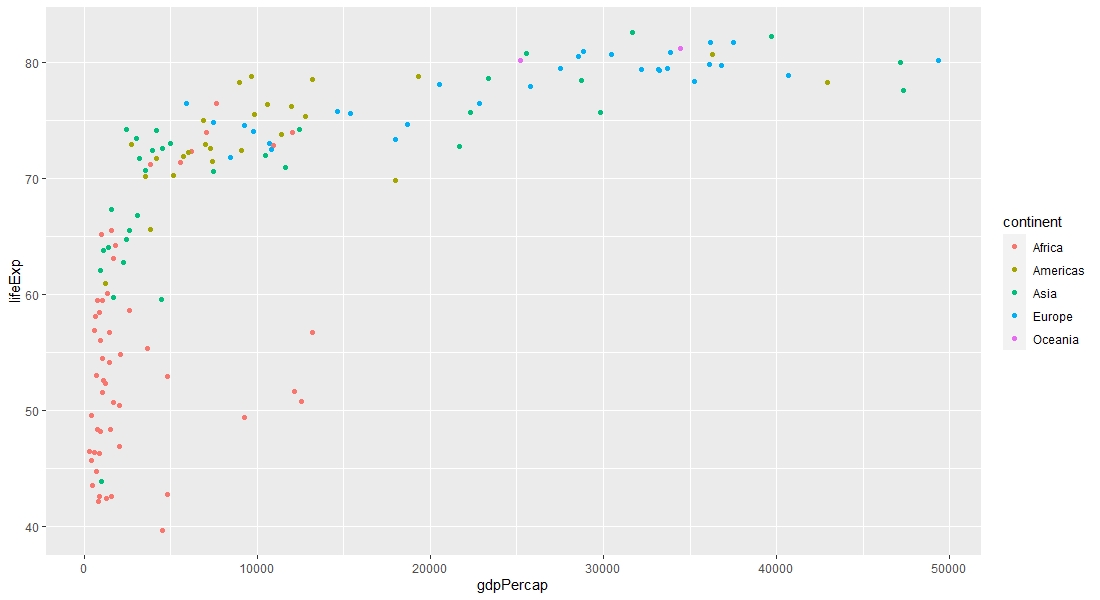 80
70
60
50
40
lifeExp
0
10000
20000
30000
40000
50000
gdpPercap
continent
Africa
Americas
Asia
Europe
Oceania